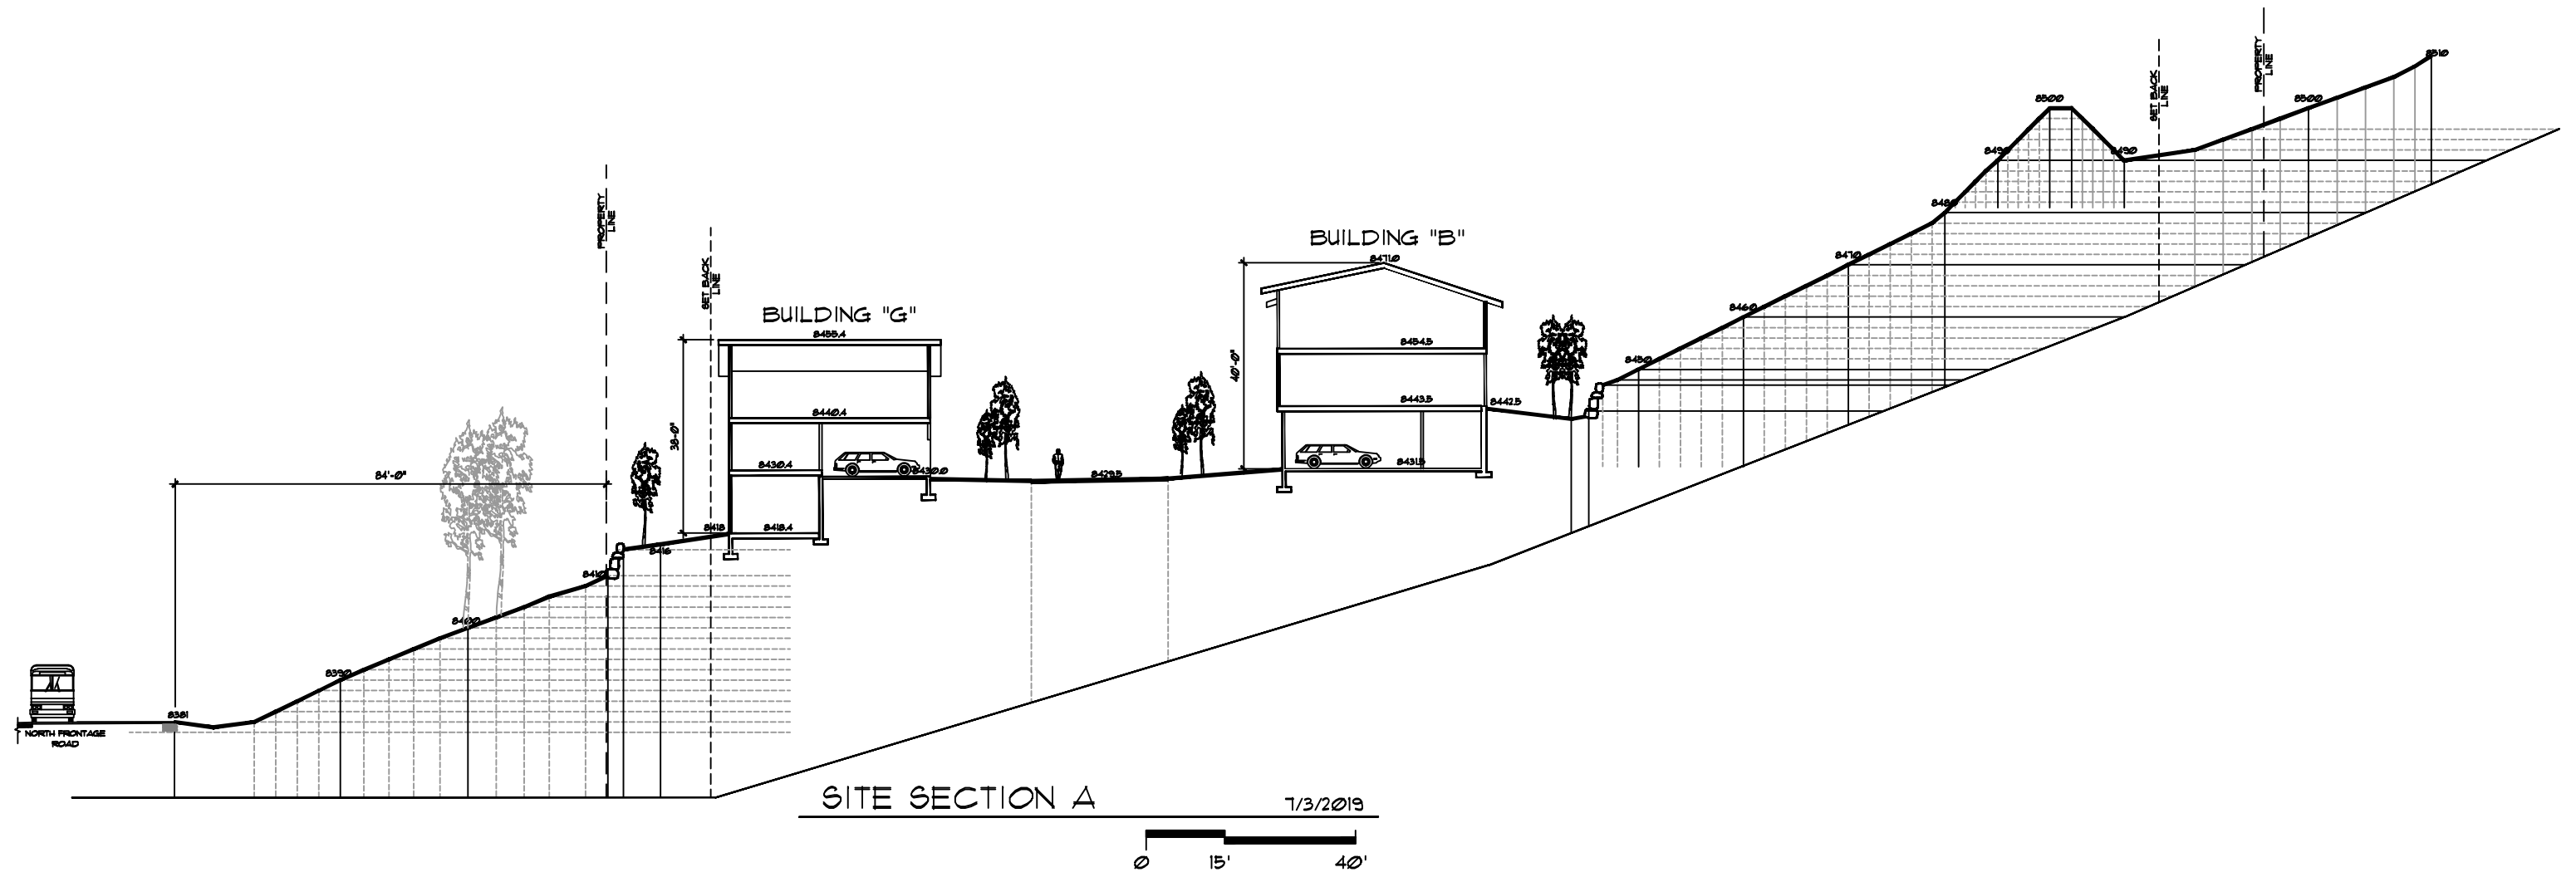 8510
PROPERTY
LINE
SET BACK
LINE
8500
8500
8490
8490
8480
PROPERTY
LINE
BUILDING "B"
8471.0
8470
SET BACK
LINE
BUILDING "G"
8455.4
8460
8454.5
40'-0"
8450
8440.4
8443.5
8442.5
38'-0"
8430.4
8430.0
8431.5
84'-0"
8429.5
8418
8418.4
8416
8410
8400
8390
8381
NORTH FRONTAGE
ROAD
SITE SECTION A
7/3/2019
0 15' 40'